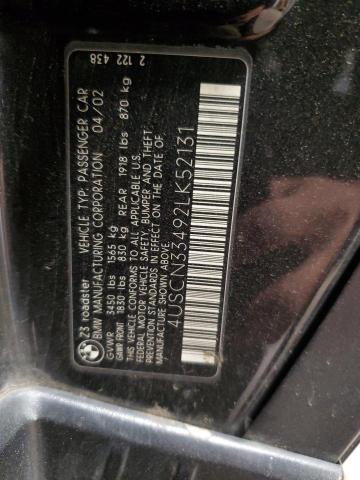 Z3 roadster
VEHICLE TYP: PASSENGER CAR
BMW MANUFACTURING CORPORATION 04/02
GVWR 3450 lbs 1565 kg
GAWR FRONT 1830 lbs 830 kg REAR 1918 lbs 870 kg
THIS VEHICLE CONFORMS TO ALL APPLICABLE U.S.
FEDERAL MOTOR VEHICLE SAFETY, BUMPER AND THEFT
PREVENTION STANDARDS IN EFFECT ON THE DATE OF
MANUFACTURE SHOWN ABOVE.
4USCN33492LK52131
2 122 438